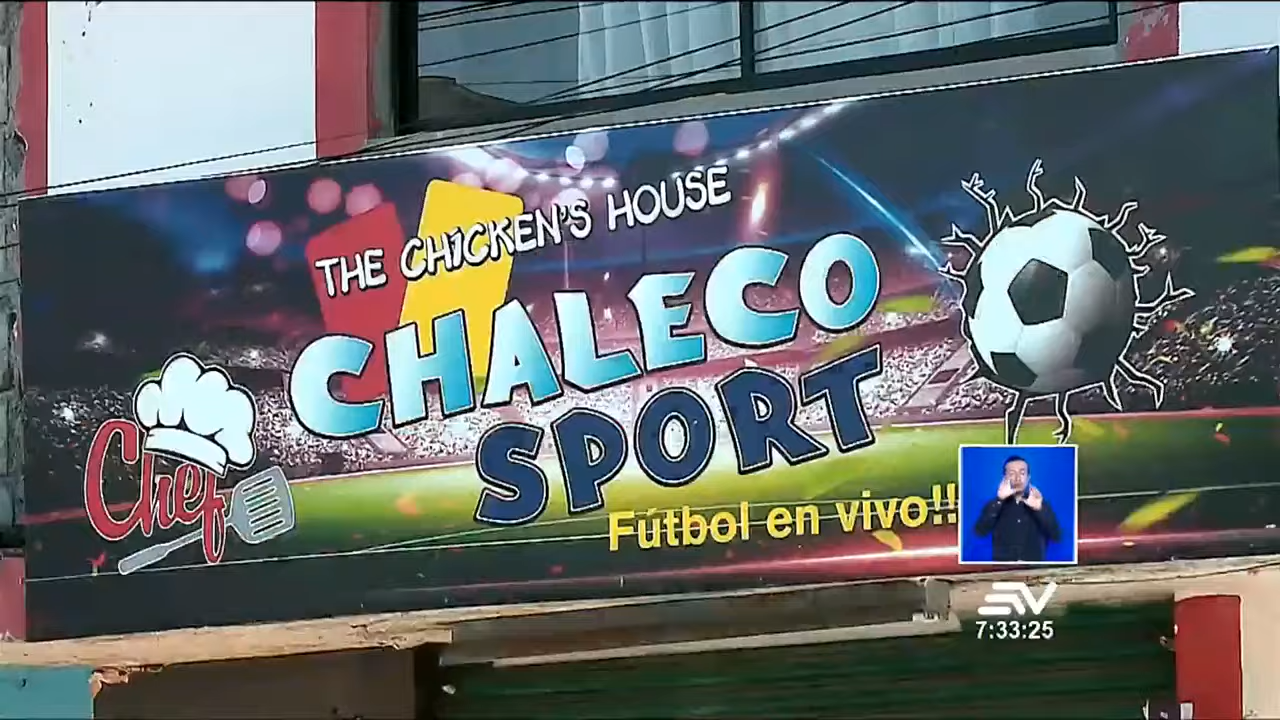 THE CHICKEN'S HOUSE
CHALECO
SPORT
Chef
Fútbol en vivo!!
7:33:25